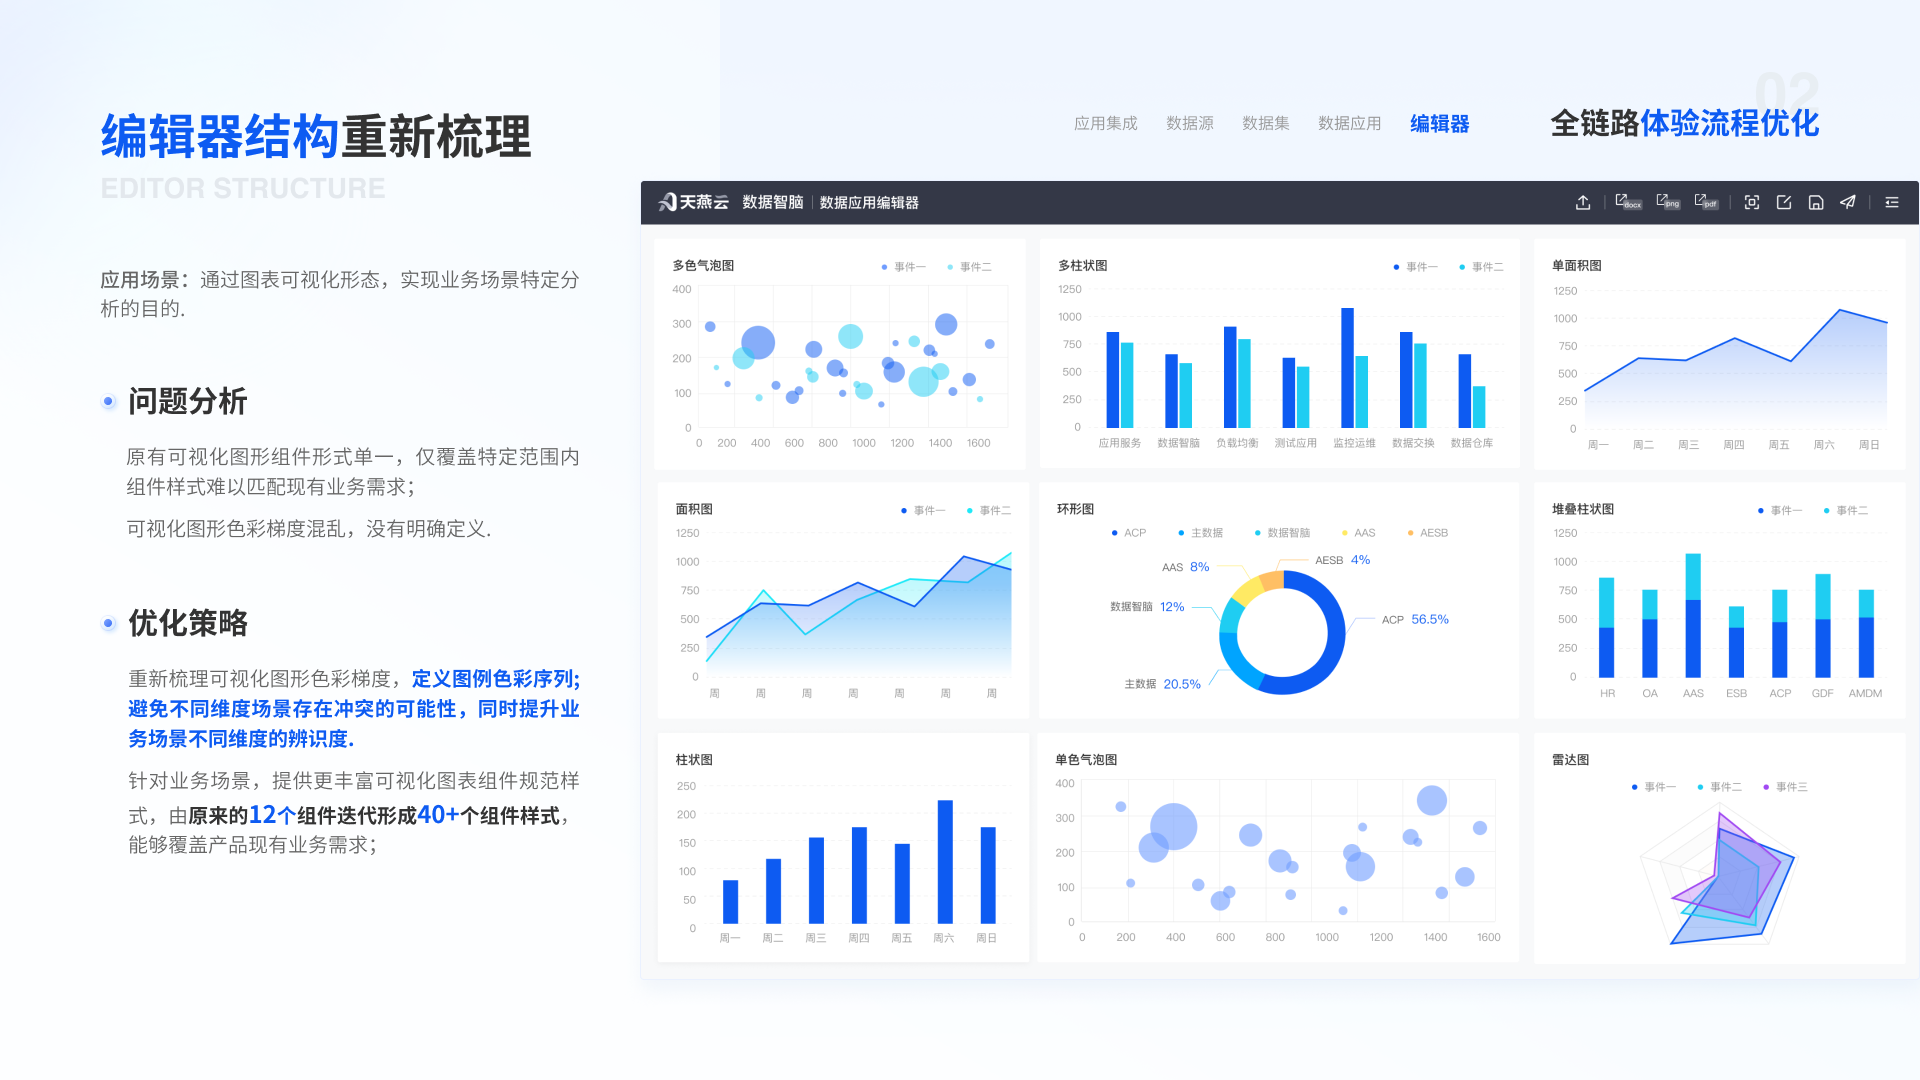 编辑器结构重新梳理
EDITOR STRUCTURE
应用集成 数据源 数据集 数据应用 编辑器
02
全链路体验流程优化
应用场景：通过图表可视化形态，实现业务场景特定分
析的目的.
问题分析
原有可视化图形组件形式单一，仅覆盖特定范围内
组件样式难以匹配现有业务需求；
可视化图形色彩梯度混乱，没有明确定义.
优化策略
重新梳理可视化图形色彩梯度，定义图例色彩序列；
避免不同维度场景存在冲突的可能性，同时提升业
务场景不同维度的辨识度.
针对业务场景，提供更丰富可视化图表组件规范样
式，由原来的12个组件迭代形成40+个组件样式，
能够覆盖产品现有业务需求；
天燕云 数据智脑 数据应用编辑器
docx png pdf
多色气泡图
事件一 事件二
400
300
200
100
0
0 200 400 600 800 1000 1200 1400 1600
多柱状图
事件一 事件二
1250
1000
750
500
250
0
应用服务 数据智脑 负载均衡 测试应用 监控运维 数据交换 数据仓库
单面积图
1250
1000
750
500
250
0
周一 周二 周三 周四 周五 周六 周日
面积图
事件一 事件二
1250
1000
750
500
250
0
周 周 周 周 周 周 周
环形图
ACP 主数据 数据智脑 AAS AESB
AESB 4%
AAS 8%
数据智脑 12%
ACP 56.5%
主数据 20.5%
堆叠柱状图
事件一 事件二
1250
1000
750
500
250
0
HR OA AAS ESB ACP GDF AMDM
柱状图
250
200
150
100
50
0
周一 周二 周三 周四 周五 周六 周日
单色气泡图
400
300
200
100
0
0 200 400 600 800 1000 1200 1400 1600
雷达图
事件一 事件二 事件三